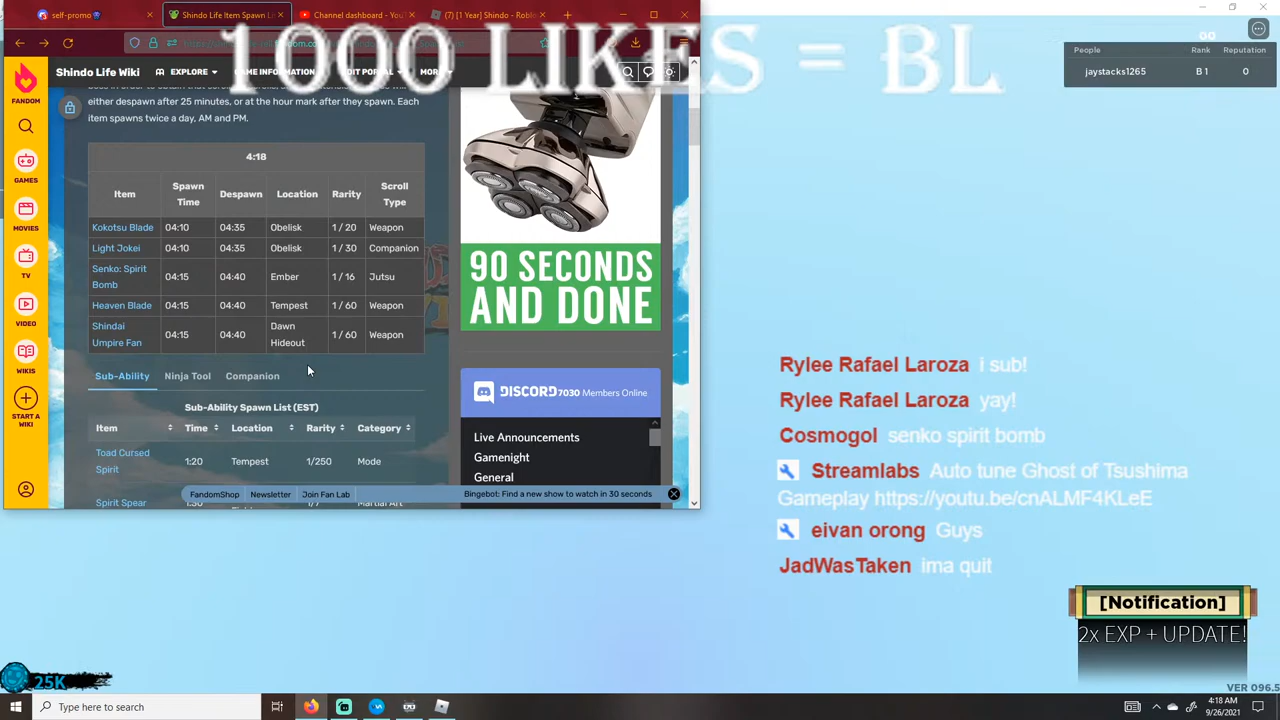 self-promo
Shindo Life Item Spawn L
Channel dashboard - YouT
(7) [1 Year] Shindo - Roblo
1000 LIKES = BL
Shindo Life Wiki
EXPLORE
GAME INFORMATION
EDIT PORTAL
MORE
FANDOM
GAMES
MOVIES
TV
VIDEO
WIKIS
START A
WIKI
either despawn after 25 minutes, or at the hour mark after they spawn. Each
item spawns twice a day, AM and PM.
4:18
Item Spawn Time Despawn Location Rarity Scroll Type
Kokotsu Blade 04:10 04:35 Obelisk 1 / 20 Weapon
Light Jokei 04:10 04:35 Obelisk 1 / 30 Companion
Senko: Spirit Bomb 04:15 04:40 Ember 1 / 16 Jutsu
Heaven Blade 04:15 04:40 Tempest 1 / 60 Weapon
Shindai Umpire Fan 04:15 04:40 Dawn Hideout 1 / 60 Weapon
Sub-Ability Ninja Tool Companion
Sub-Ability Spawn List (EST)
Item Time Location Rarity Category
Toad Cursed Spirit 1:20 Tempest 1/250 Mode
Spirit Spear 1:30 1/7 Martial Art
FandomShop Newsletter Join Fan Lab Bingebot: Find a new show to watch in 30 seconds
90 SECONDS
AND DONE
DISCORD 7030 Members Online
Live Announcements
Gamenight
General
People Rank Reputation
jaystacks1265 B 1 0
Rylee Rafael Laroza i sub!
Rylee Rafael Laroza yay!
Cosmogol senko spirit bomb
Streamlabs Auto tune Ghost of Tsushima
Gameplay https://youtu.be/cnALMF4KLeE
eivan orong Guys
JadWasTaken ima quit
[Notification]
2x EXP + UPDATE!
25K
VER 096.5
Type here to search
4:18 AM
9/26/2021